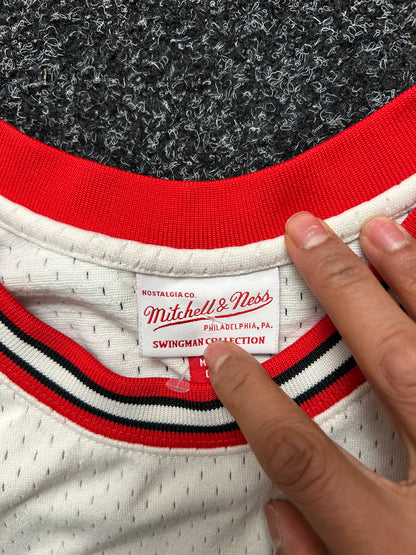 NOSTALGIA CO.
Mitchell & Ness
PHILADELPHIA, PA.
SWINGMAN COLLECTION